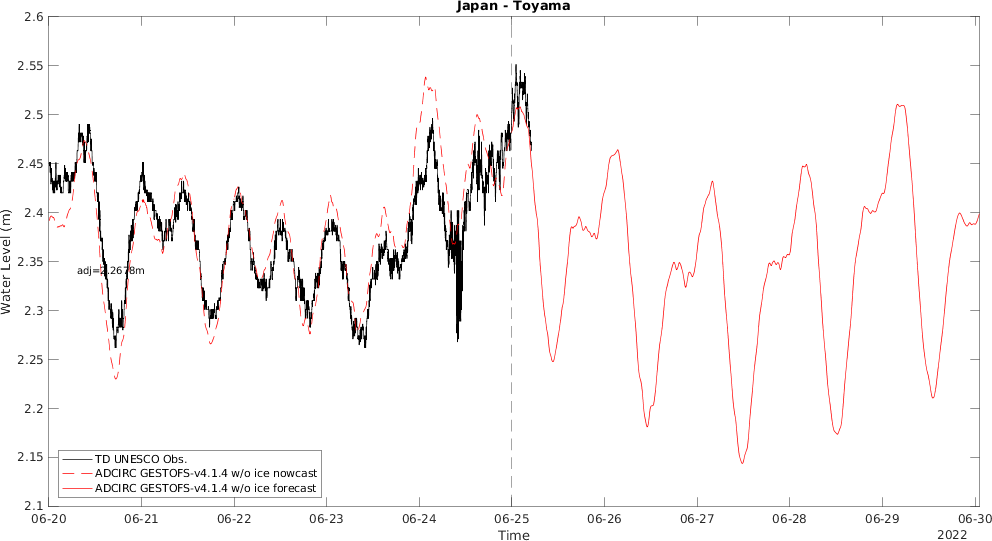 Japan - Toyama
Water Level (m)
2.6
2.55
2.5
2.45
2.4
2.35
2.3
2.25
2.2
2.15
2.1
adj=2.2678m
TD UNESCO Obs.
ADCIRC GESTOFS-v4.1.4 w/o ice nowcast
ADCIRC GESTOFS-v4.1.4 w/o ice forecast
06-20 06-21 06-22 06-23 06-24 06-25 06-26 06-27 06-28 06-29 06-30
Time
2022